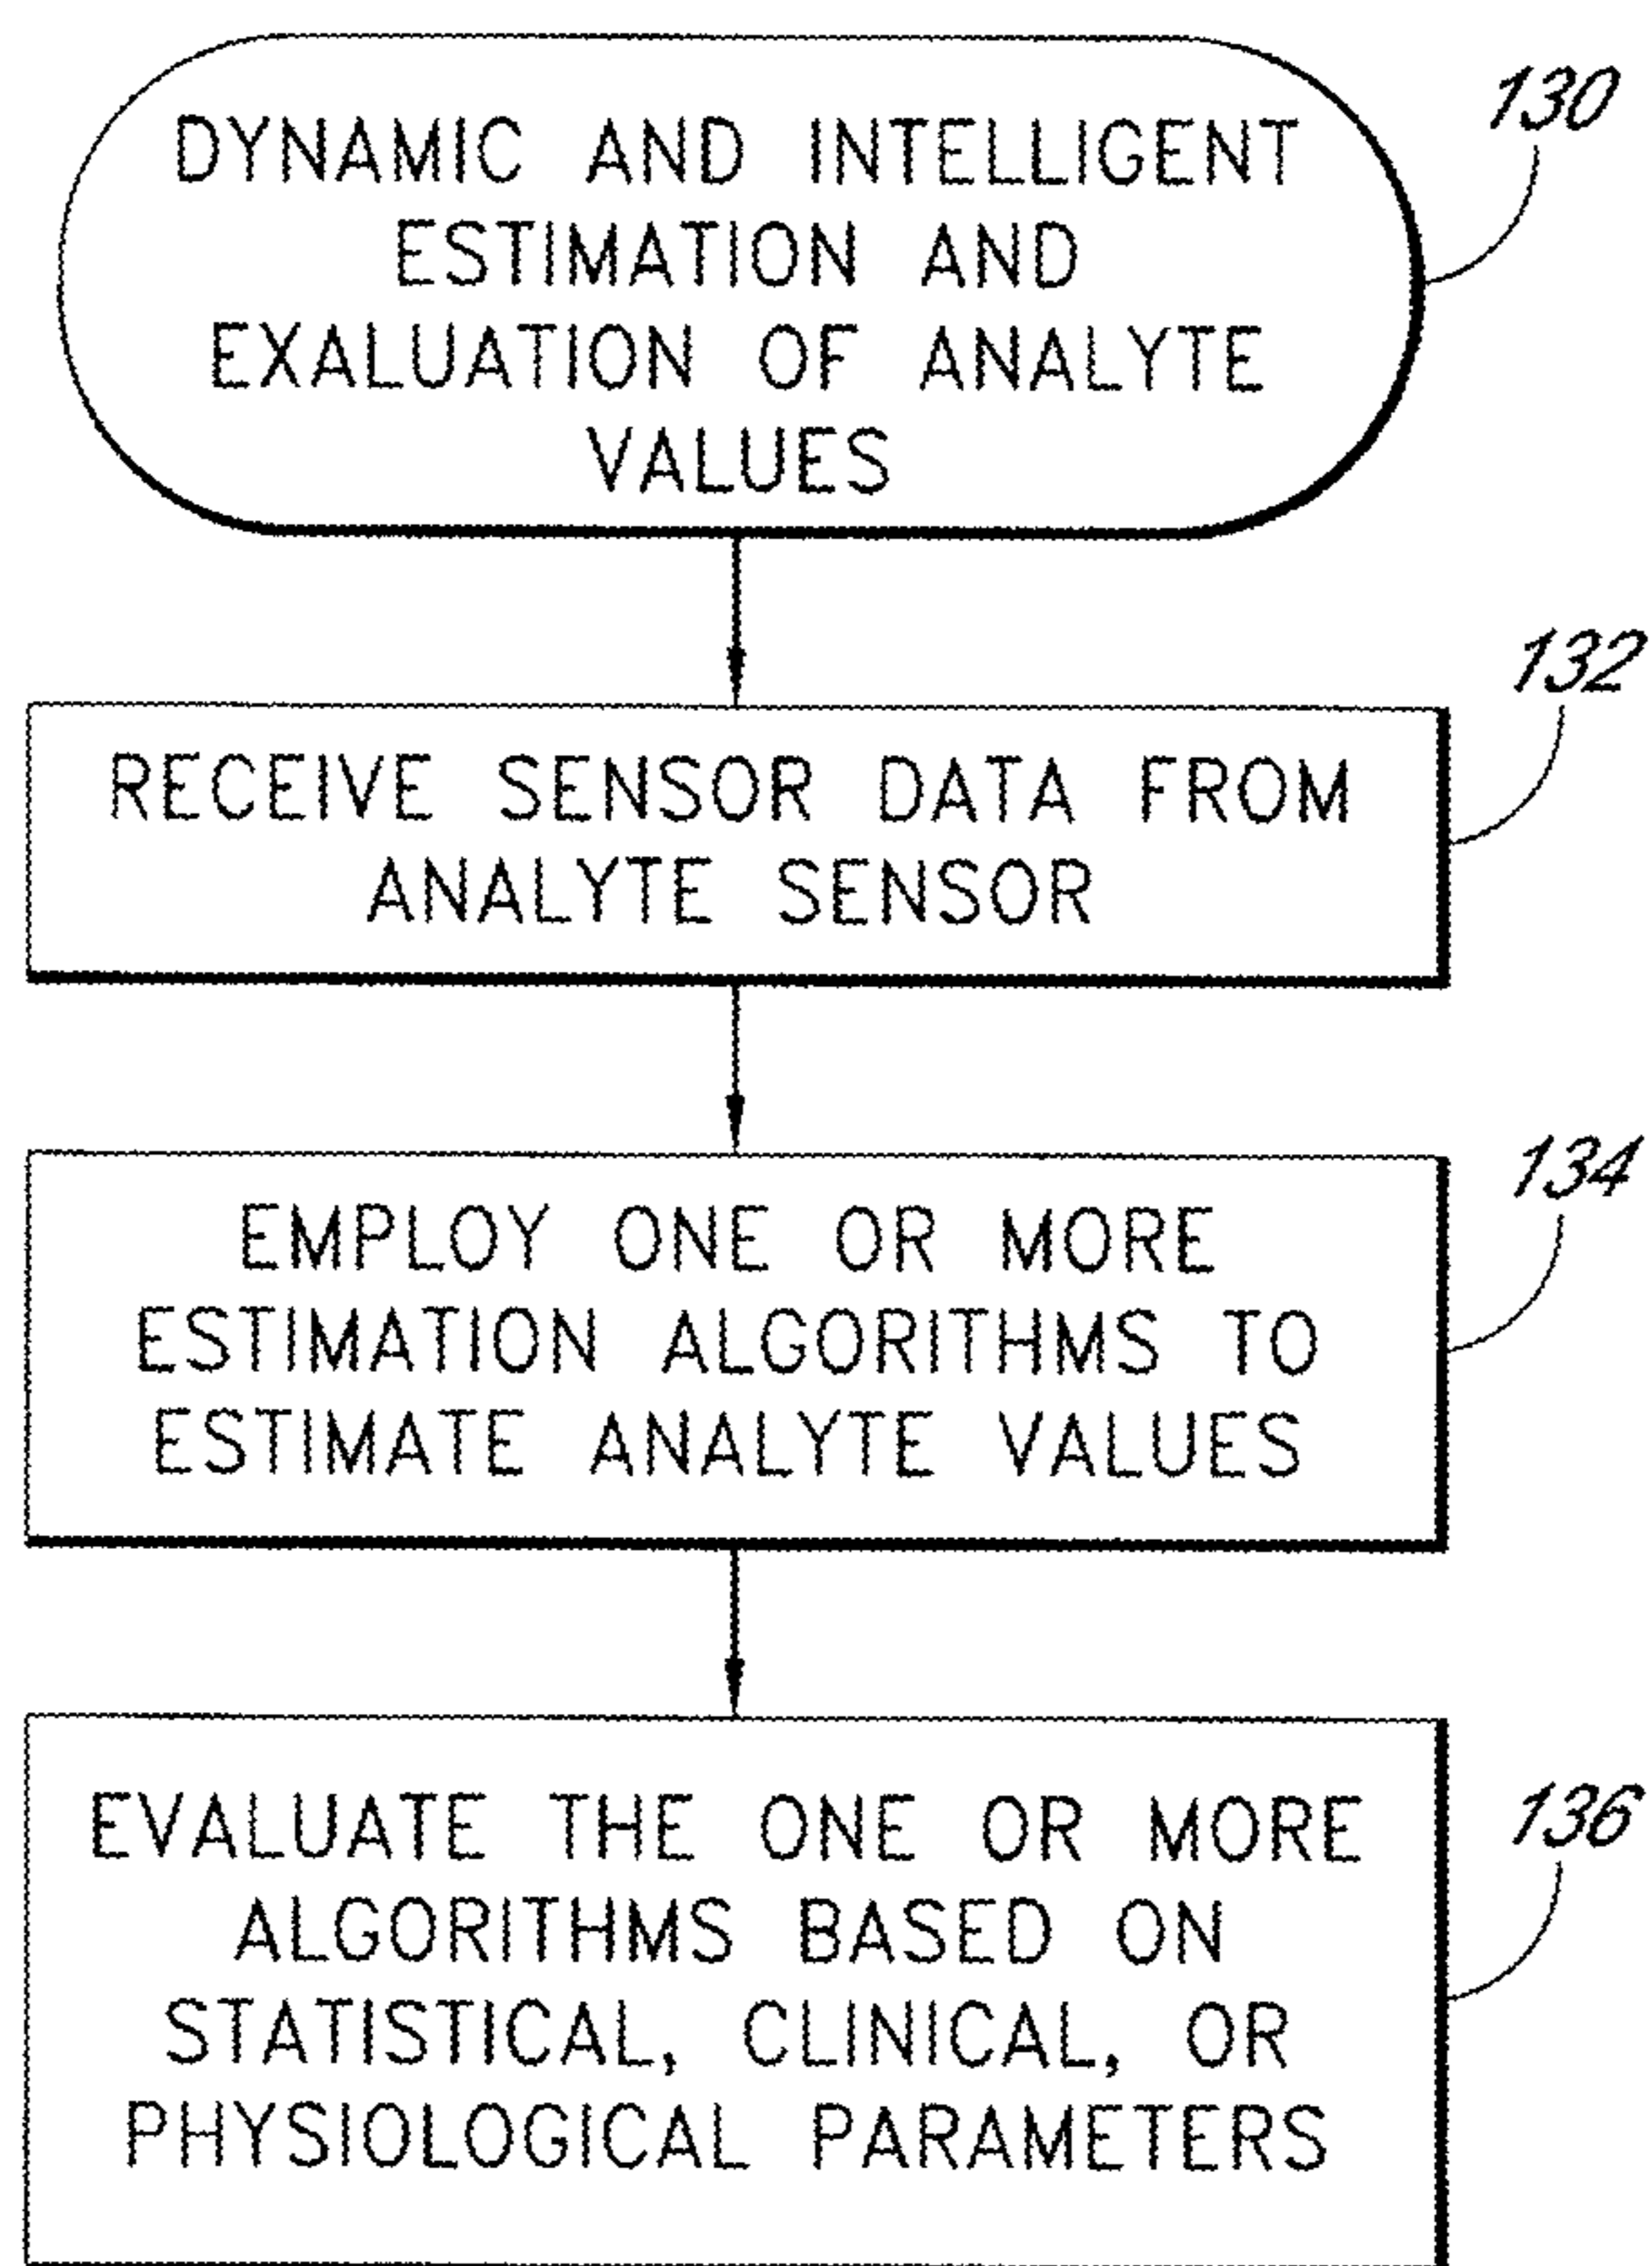 DYNAMIC AND INTELLIGENT
ESTIMATION AND
EXALUATION OF ANALYTE
VALUES
130
RECEIVE SENSOR DATA FROM
ANALYTE SENSOR
132
EMPLOY ONE OR MORE
ESTIMATION ALGORITHMS TO
ESTIMATE ANALYTE VALUES
134
EVALUATE THE ONE OR MORE
ALGORITHMS BASED ON
STATISTICAL, CLINICAL, OR
PHYSIOLOGICAL PARAMETERS
136